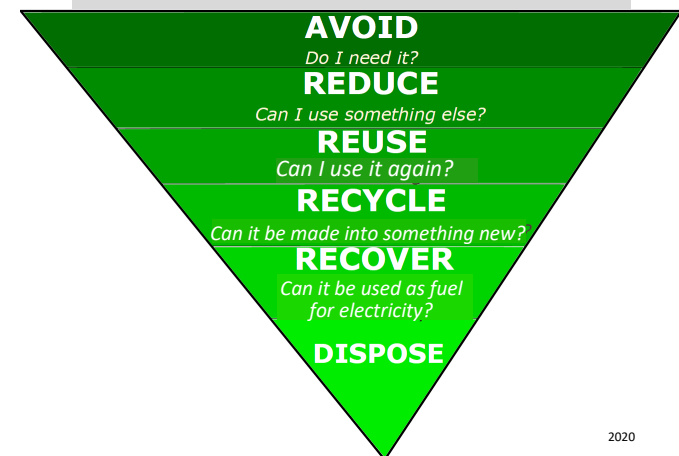 AVOID
Do I need it?
REDUCE
Can I use something else?
REUSE
Can I use it again?
RECYCLE
Can it be made into something new?
RECOVER
Can it be used as fuel
for electricity?
DISPOSE
2020